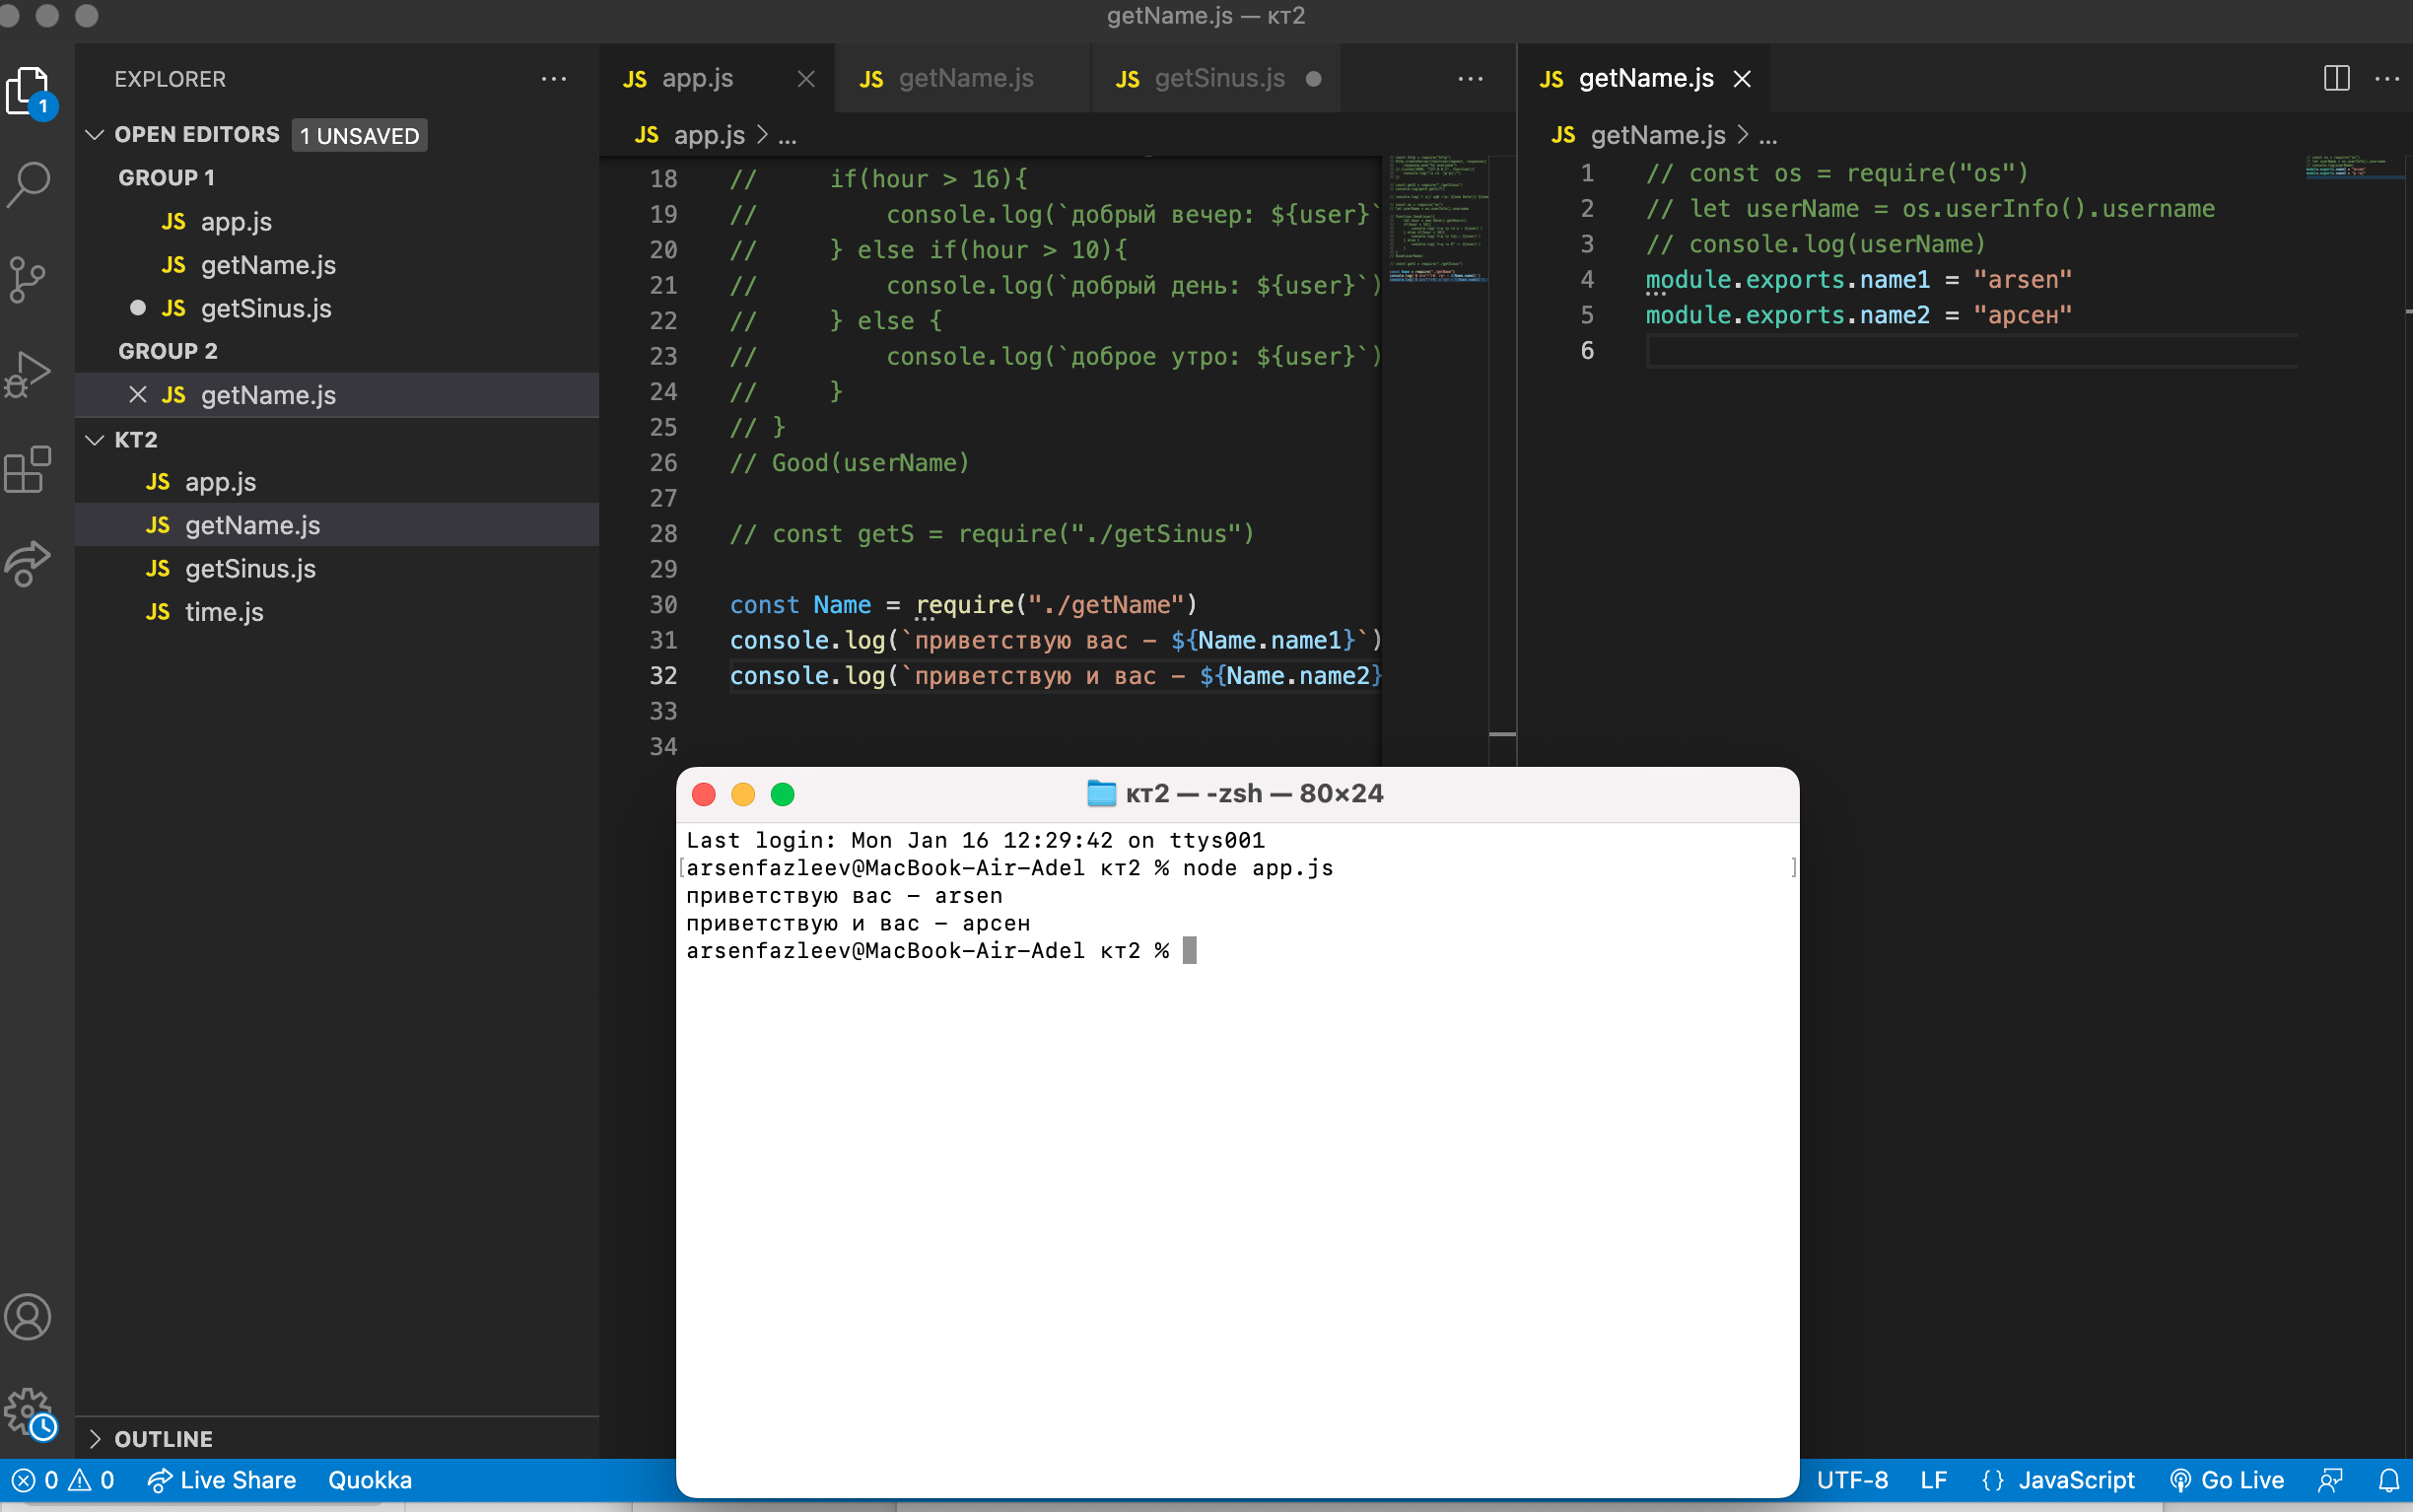 getName.js — кт2
EXPLORER
OPEN EDITORS 1 UNSAVED
GROUP 1
JS app.js
JS getName.js
JS getSinus.js
GROUP 2
JS getName.js
КТ2
JS app.js
JS getName.js
JS getSinus.js
JS time.js
OUTLINE
1
JS app.js
JS getName.js
JS getSinus.js
JS app.js > ...
18 //     if(hour > 16){
19 //         console.log(`добрый вечер: ${user}`
20 //     } else if(hour > 10){
21 //         console.log(`добрый день: ${user}`)
22 //     } else {
23 //         console.log(`доброе утро: ${user}`)
24 //     }
25 // }
26 // Good(userName)
27
28 // const getS = require("./getSinus")
29
30 const Name = require("./getName")
31 console.log(`приветствую вас - ${Name.name1}`)
32 console.log(`приветствую и вас - ${Name.name2}
33
34
JS getName.js
JS getName.js > ...
1 // const os = require("os")
2 // let userName = os.userInfo().username
3 // console.log(userName)
4 module.exports.name1 = "arsen"
5 module.exports.name2 = "арсен"
6
кт2 — -zsh — 80×24
Last login: Mon Jan 16 12:29:42 on ttys001
[arsenfazleev@MacBook-Air-Adel кт2 % node app.js ]
приветствую вас - arsen
приветствую и вас - арсен
arsenfazleev@MacBook-Air-Adel кт2 %
0 0 Live Share Quokka
UTF-8 LF {} JavaScript Go Live